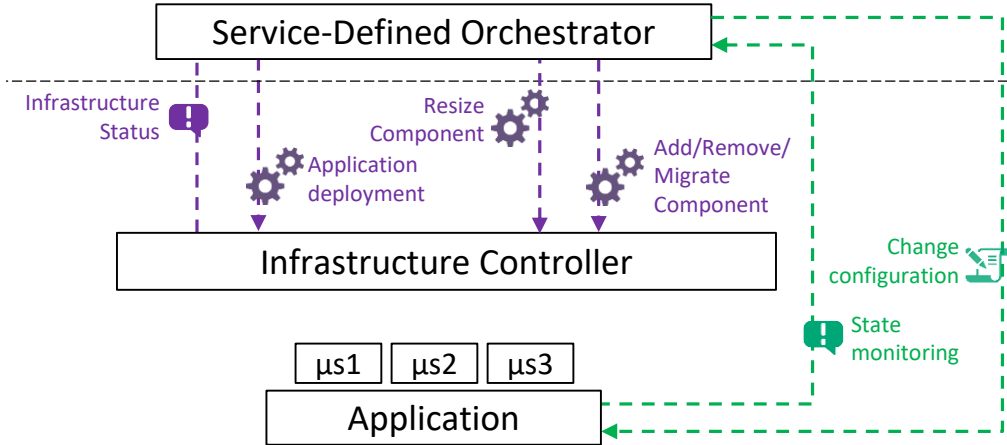 Service-Defined Orchestrator
Infrastructure
Status
Resize
Component
Application
deployment
Add/Remove/
Migrate
Component
Infrastructure Controller
Change
configuration
State
monitoring
µs1
µs2
µs3
Application